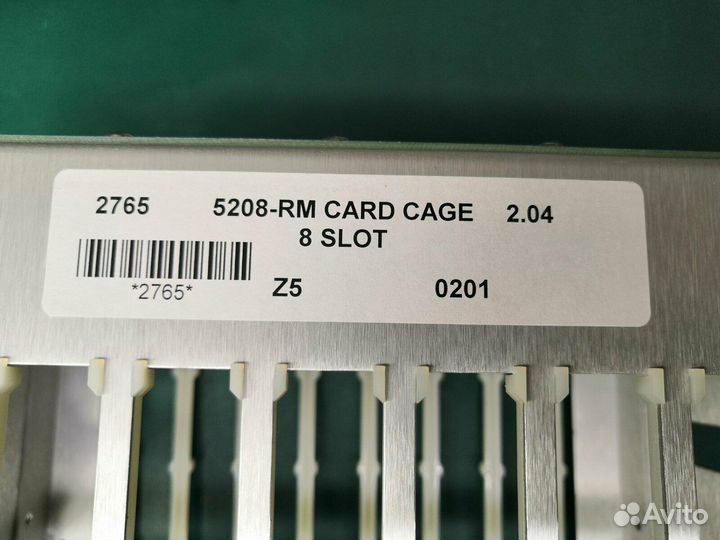 2765 5208-RM CARD CAGE 2.04
8 SLOT
*2765* Z5 0201
Avito